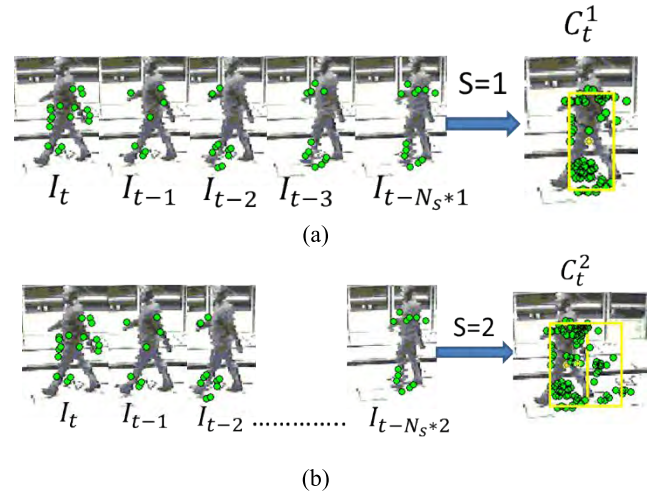 C_t^1
S=1
I_t I_{t-1} I_{t-2} I_{t-3} I_{t-N_s*1}
(a)
C_t^2
S=2
I_t I_{t-1} I_{t-2} .............. I_{t-N_s*2}
(b)